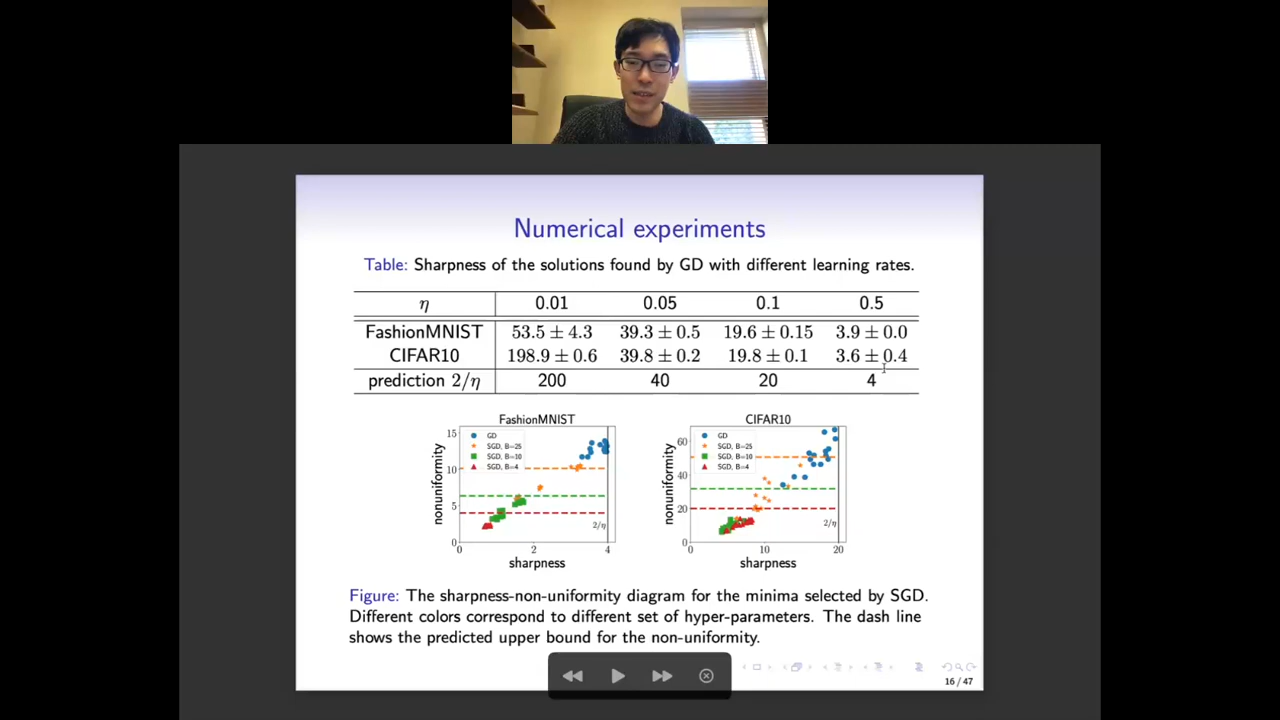 Numerical experiments
Table: Sharpness of the solutions found by GD with different learning rates.
η 0.01 0.05 0.1 0.5
FashionMNIST 53.5 ± 4.3 39.3 ± 0.5 19.6 ± 0.15 3.9 ± 0.0
CIFAR10 198.9 ± 0.6 39.8 ± 0.2 19.8 ± 0.1 3.6 ± 0.4
prediction 2/η 200 40 20 4
FashionMNIST
15
10
5
0
nonuniformity
GD
SGD, B=25
SGD, B=10
SGD, B=4
2/η
0 2 4
sharpness
CIFAR10
60
40
20
0
nonuniformity
GD
SGD, B=25
SGD, B=10
SGD, B=4
2/η
0 10 20
sharpness
Figure: The sharpness-non-uniformity diagram for the minima selected by SGD.
Different colors correspond to different set of hyper-parameters. The dash line
shows the predicted upper bound for the non-uniformity.
16 / 47